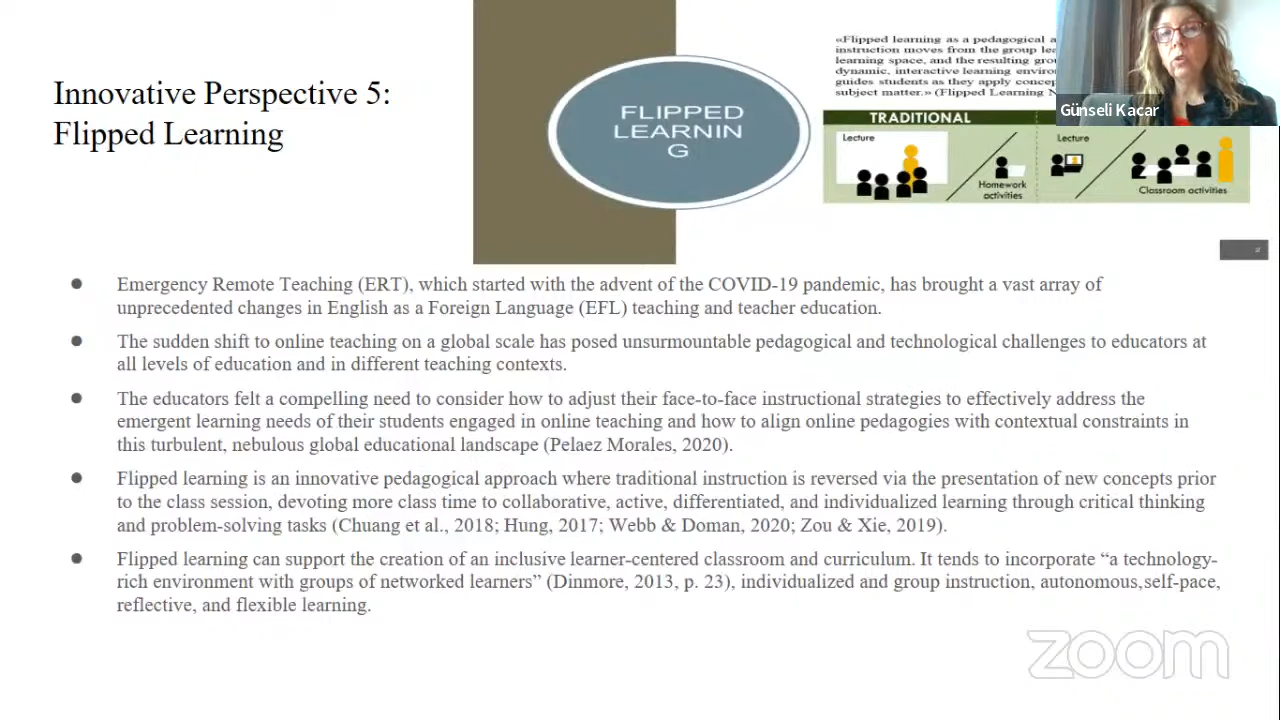 Innovative Perspective 5:
Flipped Learning
FLIPPED
LEARNIN
G
«Flipped learning as a pedagogical a
instruction moves from the group lea
learning space, and the resulting gro
dynamic, interactive learning enviro
guides students as they apply concep
subject matter.» (Flipped Learning N
Günseli Kacar
TRADITIONAL
Lecture
Homework
activities
Lecture
Classroom activities
Emergency Remote Teaching (ERT), which started with the advent of the COVID-19 pandemic, has brought a vast array of
unprecedented changes in English as a Foreign Language (EFL) teaching and teacher education.
The sudden shift to online teaching on a global scale has posed unsurmountable pedagogical and technological challenges to educators at
all levels of education and in different teaching contexts.
The educators felt a compelling need to consider how to adjust their face-to-face instructional strategies to effectively address the
emergent learning needs of their students engaged in online teaching and how to align online pedagogies with contextual constraints in
this turbulent, nebulous global educational landscape (Pelaez Morales, 2020).
Flipped learning is an innovative pedagogical approach where traditional instruction is reversed via the presentation of new concepts prior
to the class session, devoting more class time to collaborative, active, differentiated, and individualized learning through critical thinking
and problem-solving tasks (Chuang et al., 2018; Hung, 2017; Webb & Doman, 2020; Zou & Xie, 2019).
Flipped learning can support the creation of an inclusive learner-centered classroom and curriculum. It tends to incorporate “a technology-
rich environment with groups of networked learners” (Dinmore, 2013, p. 23), individualized and group instruction, autonomous,self-pace,
reflective, and flexible learning.
zoom